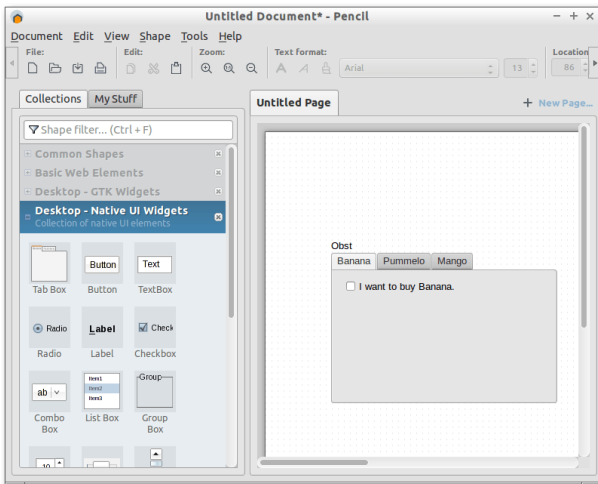 Untitled Document* - Pencil
Document Edit View Shape Tools Help
File: Edit: Zoom: Text format: Location
Arial 13 86
Collections My Stuff
Untitled Page
+ New Page...
Shape filter... (Ctrl + F)
Common Shapes
Basic Web Elements
Desktop - GTK Widgets
Desktop - Native UI Widgets
Collection of native UI elements
Button Text
Tab Box Button TextBox
Radio Label Check
Radio Label Checkbox
ab
Item1
Item2
Item3
Group
Combo Box
List Box
Group Box
10
Obst
Banana Pummelo Mango
I want to buy Banana.